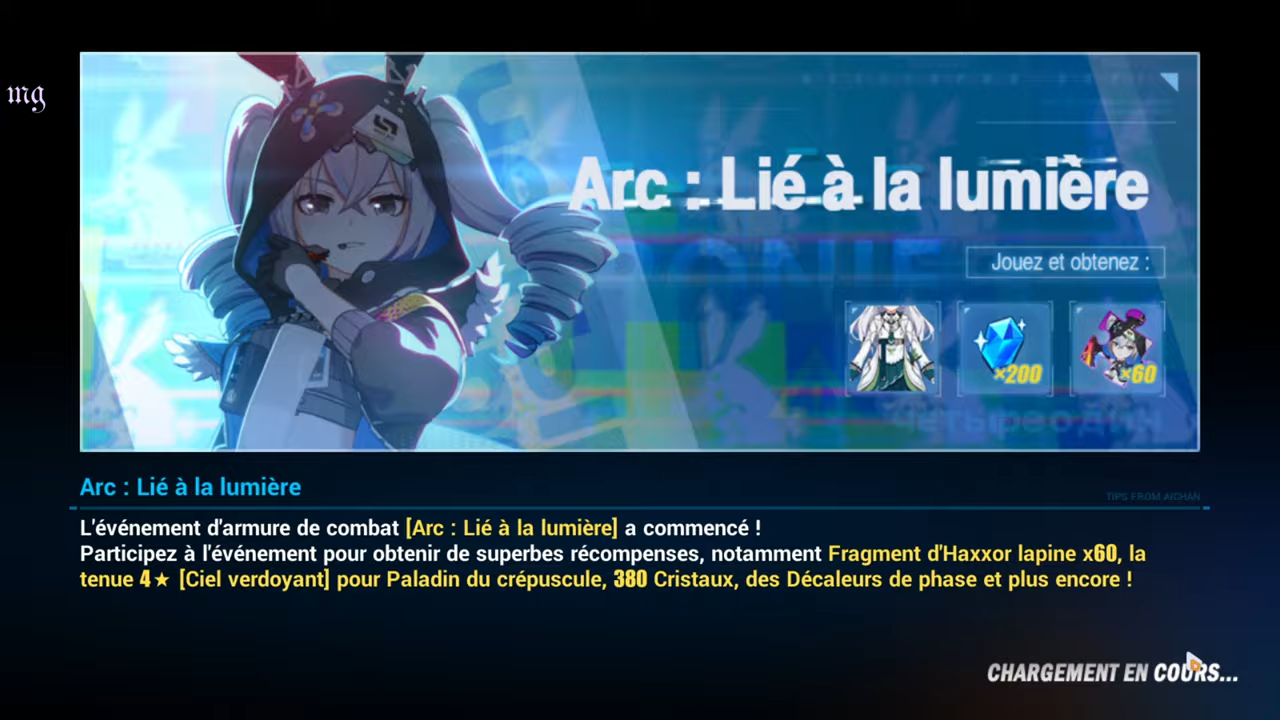 mg
Arc : Lié à la lumière
Jouez et obtenez :
×200
×60
Arc : Lié à la lumière
TIPS FROM AICHAN
L'événement d'armure de combat [Arc : Lié à la lumière] a commencé !
Participez à l'événement pour obtenir de superbes récompenses, notamment Fragment d'Haxxor lapine x60, la
tenue 4★ [Ciel verdoyant] pour Paladin du crépuscule, 380 Cristaux, des Décaleurs de phase et plus encore !
CHARGEMENT EN COURS...